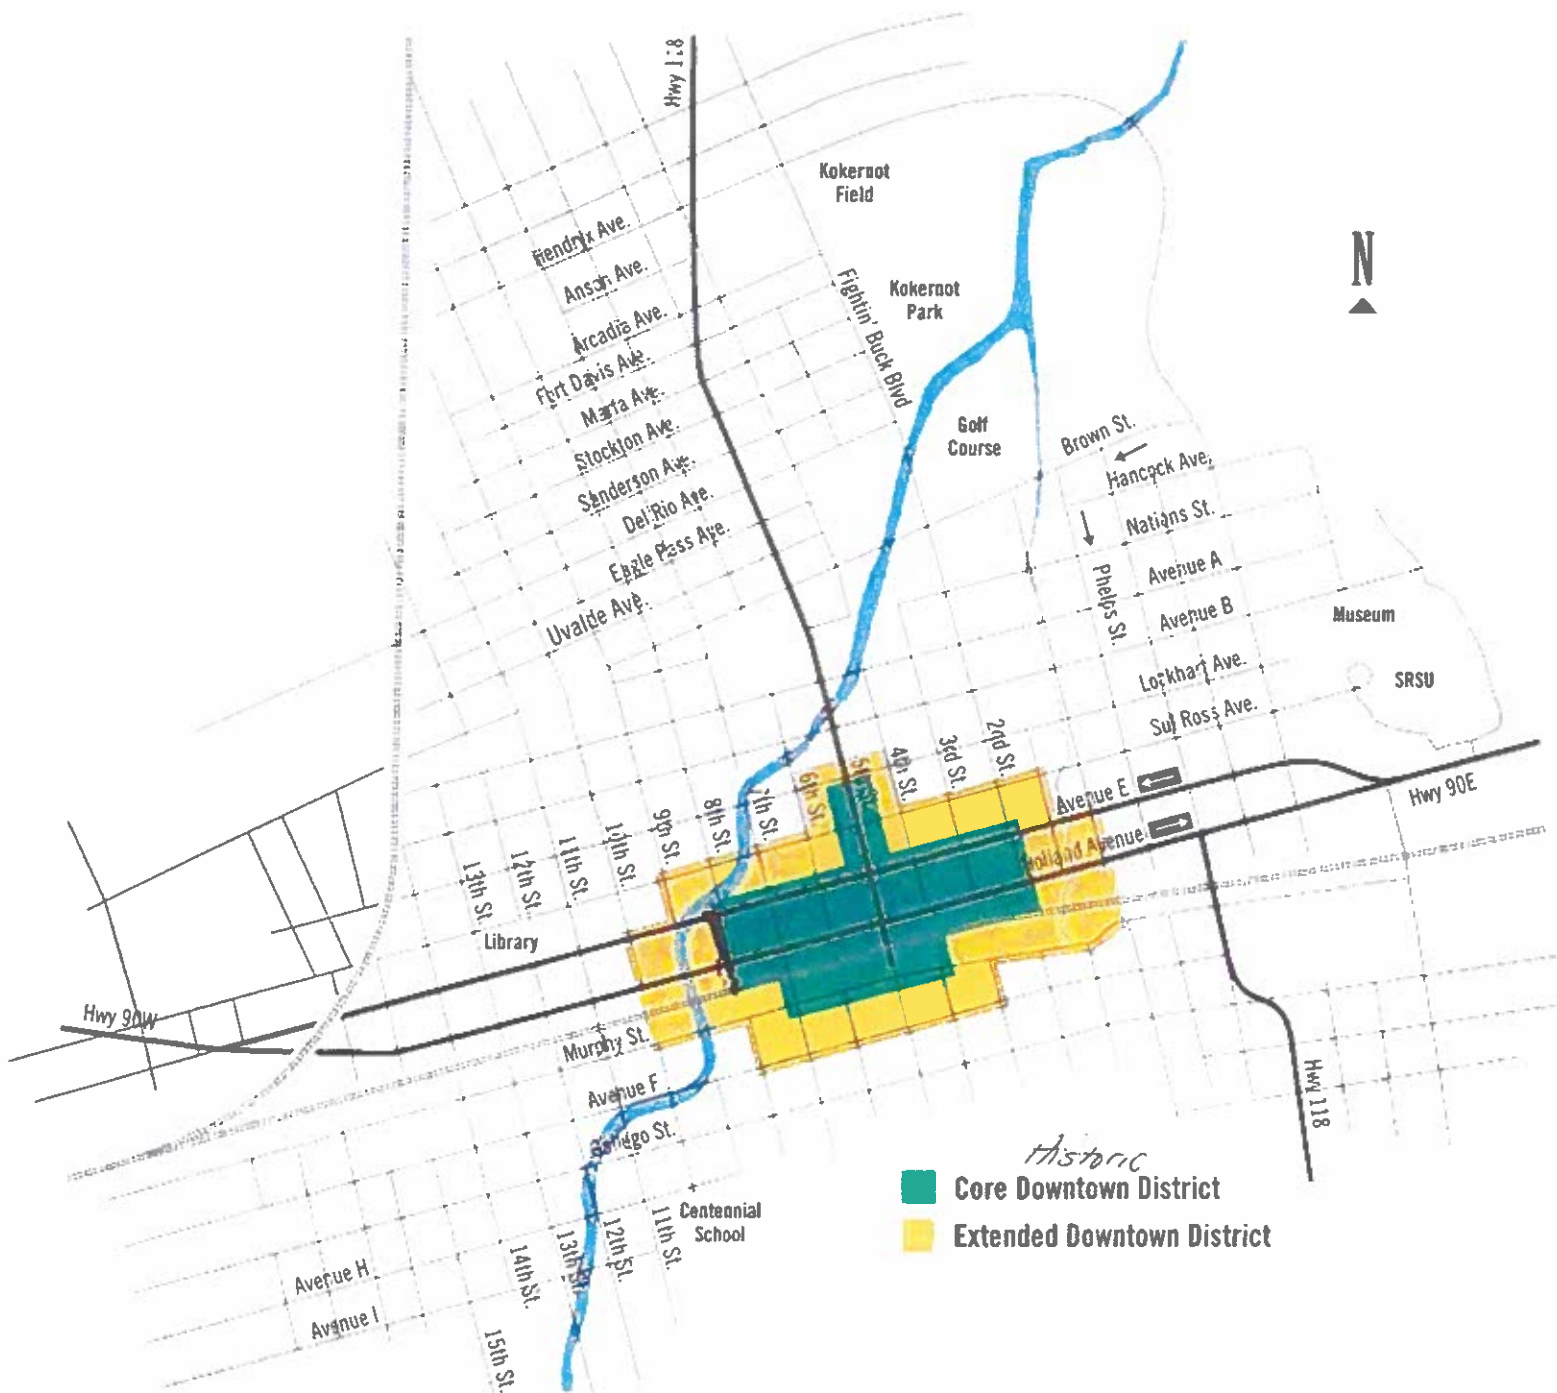 Hwy 118
Kokernot
Field
N
Hendrix Ave.
Anson Ave.
Kokernot
Park
Fightin' Buck Blvd
Arcadia Ave.
Fort Davis Ave.
Marfa Ave.
Stockton Ave.
Golf
Course
Brown St.
Sanderson Ave.
Hancock Ave.
Del Rio Ave.
Nations St.
Eagle Pass Ave.
Avenue A
Phelps St.
Uvalde Ave.
Avenue B
Museum
Lockhart Ave.
SRSU
Sul Ross Ave.
2nd St.
3rd St.
4th St.
5th St.
6th St.
7th St.
8th St.
9th St.
10th St.
11th St.
12th St.
13th St.
Avenue E
Hwy 90E
Holland Avenue
Library
Hwy 90W
Murphy St.
Avenue F
Hwy 118
Historic
Core Downtown District
Extended Downtown District
Centennial
School
11th St.
12th St.
13th St.
14th St.
15th St.
Avenue H
Avenue I